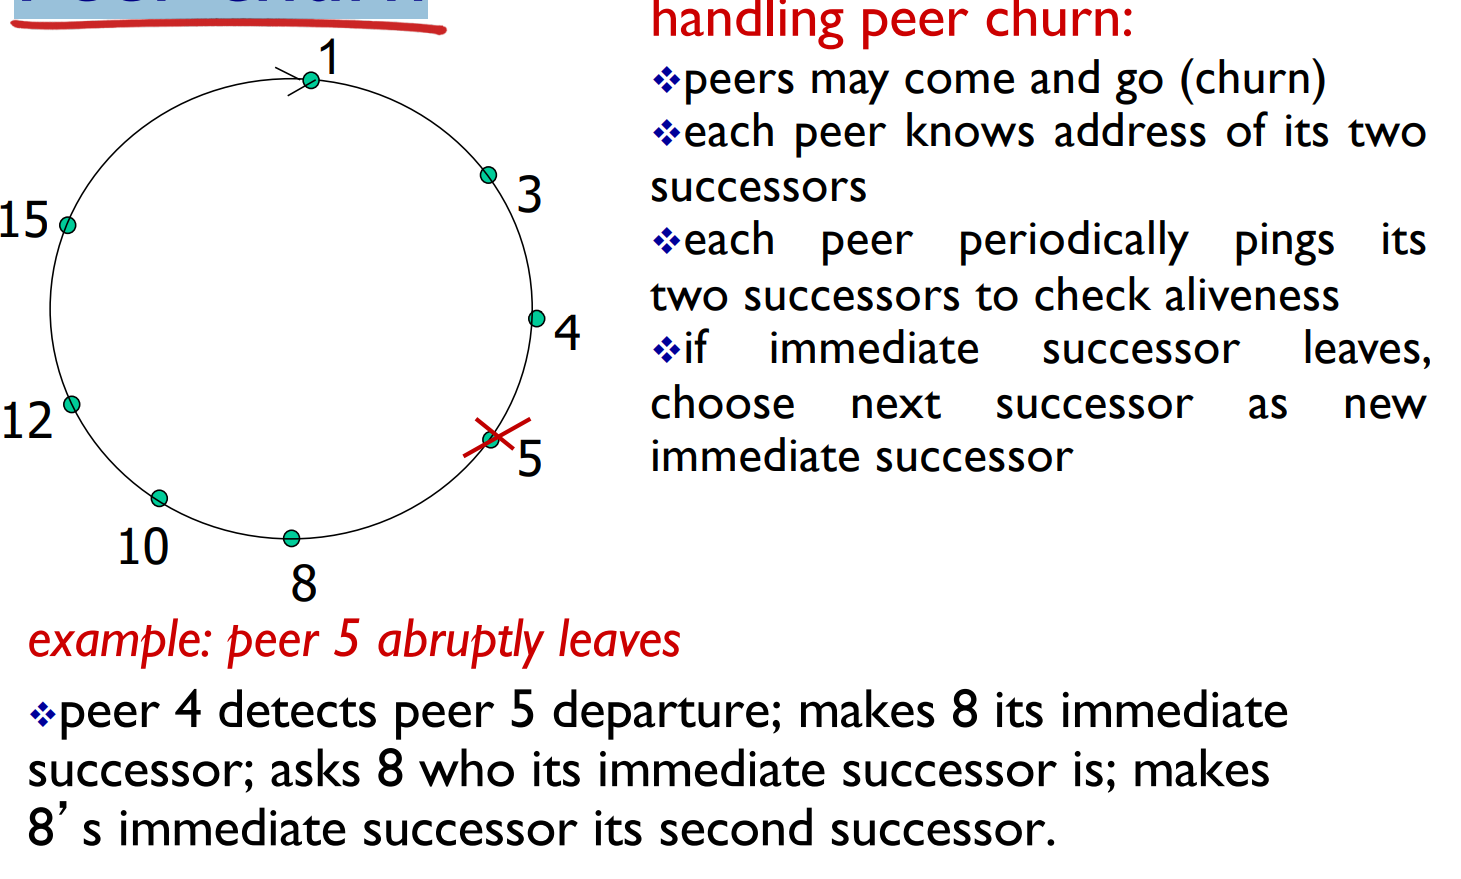 Peer churn
handling peer churn:
❖peers may come and go (churn)
❖each peer knows address of its two
successors
❖each peer periodically pings its
two successors to check aliveness
❖if immediate successor leaves,
choose next successor as new
immediate successor
1
3
4
5
8
10
12
15
example: peer 5 abruptly leaves
❖peer 4 detects peer 5 departure; makes 8 its immediate
successor; asks 8 who its immediate successor is; makes
8’ s immediate successor its second successor.